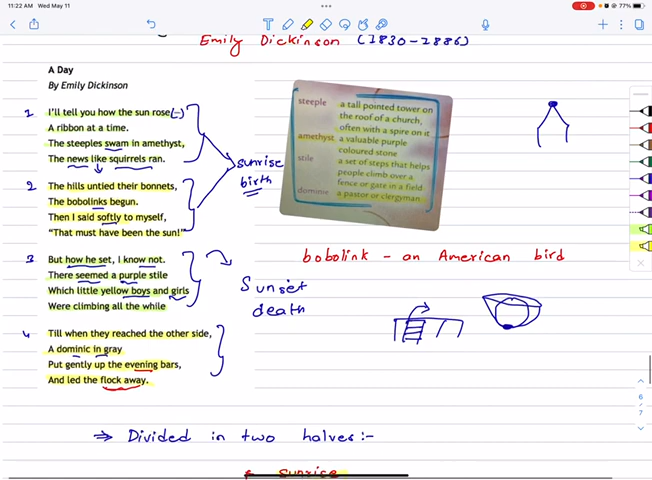 11:22 AM Wed May 11
77%
Emily Dickinson (1830-1886)
A Day
By Emily Dickinson
1 I'll tell you how the sun rose (-)
A ribbon at a time.
The steeples swam in amethyst,
The news like squirrels ran.
2 The hills untied their bonnets,
The bobolinks begun.
Then I said softly to myself,
"That must have been the sun!"
3 But how he set, I know not.
There seemed a purple stile
Which little yellow boys and girls
Were climbing all the while
4 Till when they reached the other side,
A dominic in gray
Put gently up the evening bars,
And led the flock away.
sunrise
birth
Sunset
death
steeple a tall pointed tower on
the roof of a church,
often with a spire on it
amethyst a valuable purple
coloured stone
stile a set of steps that helps
people climb over a
fence or gate in a field
dominie a pastor or clergyman
bobolink - an American bird
⇒ Divided in two halves:-
sunrise
6
/
7